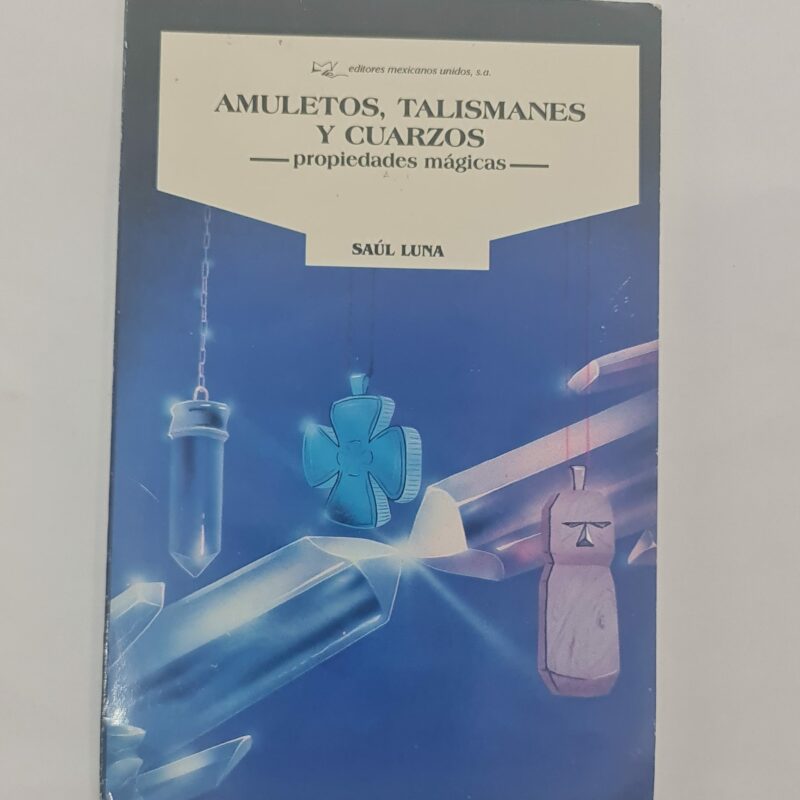 editores mexicanos unidos, s.a.
AMULETOS, TALISMANES
Y CUARZOS
propiedades mágicas
SAÚL LUNA